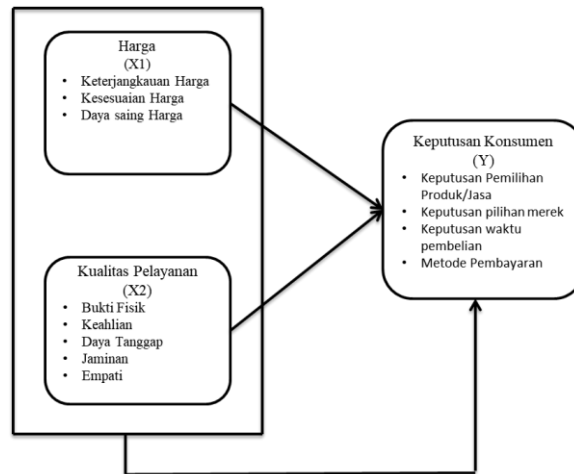 Harga
(X1)
• Keterjangkauan Harga
• Kesesuaian Harga
• Daya saing Harga
Keputusan Konsumen
(Y)
• Keputusan Pemilihan
Produk/Jasa
• Keputusan pilihan merek
• Keputusan waktu
pembelian
• Metode Pembayaran
Kualitas Pelayanan
(X2)
• Bukti Fisik
• Keahlian
• Daya Tanggap
• Jaminan
• Empati